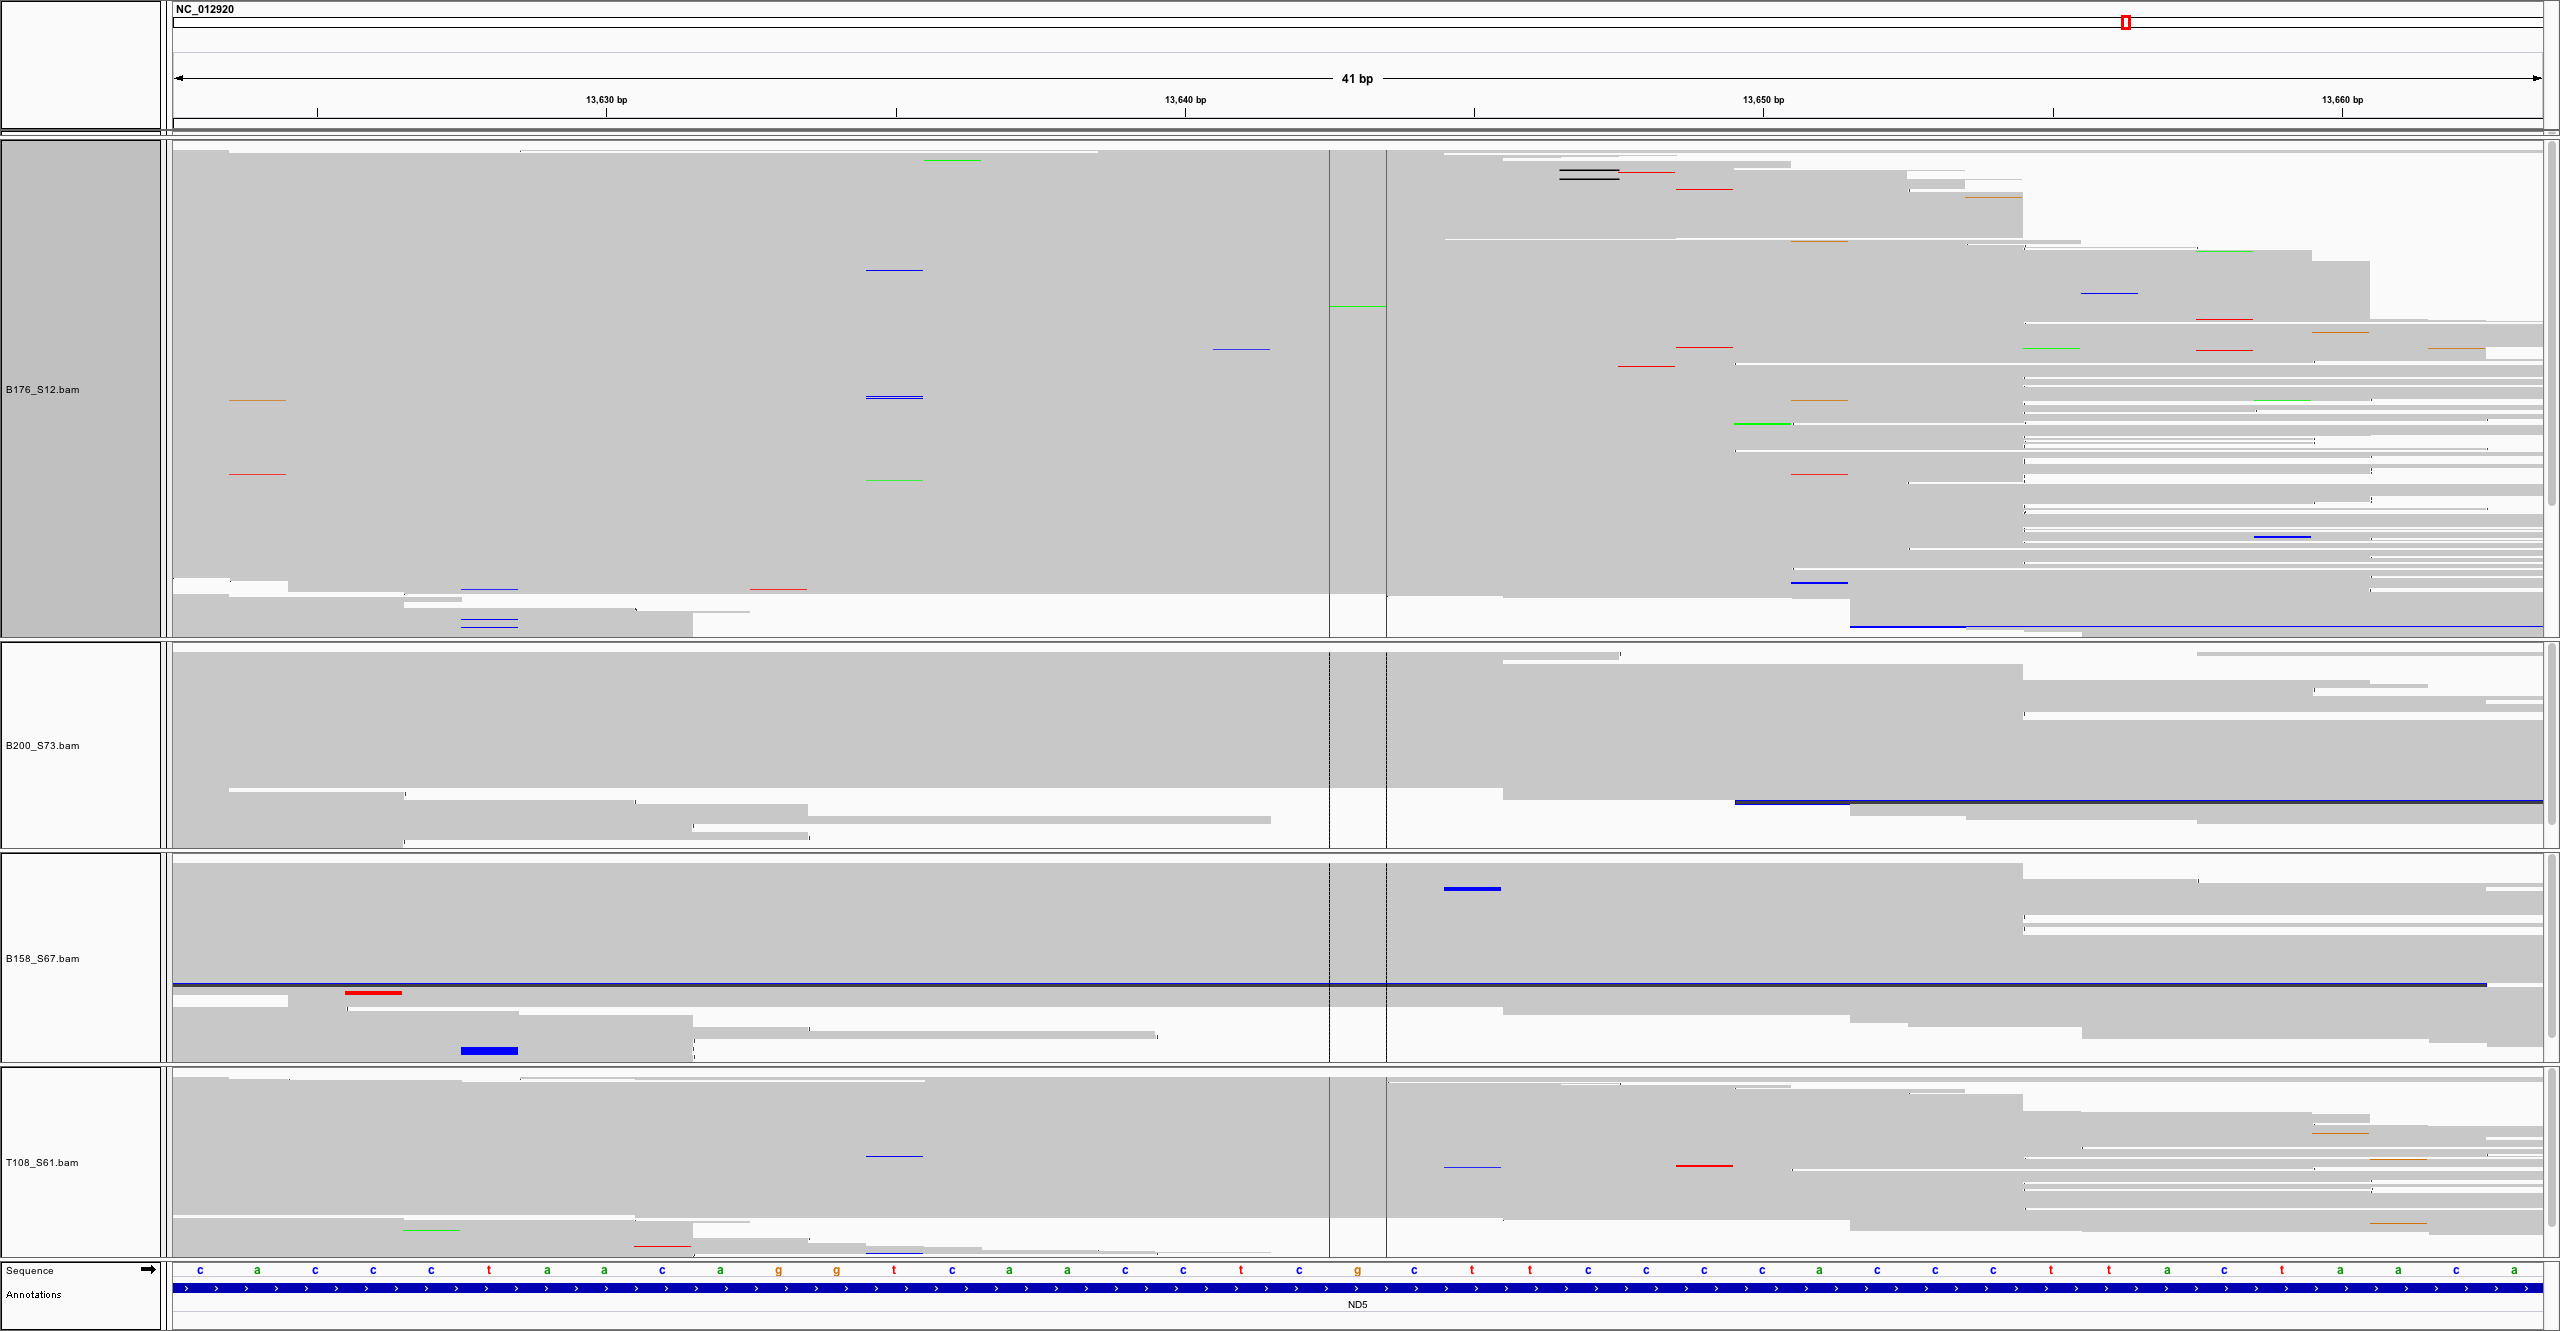 NC_012920
41 bp
13,630 bp 13,640 bp 13,650 bp 13,660 bp
B176_S12.bam
B200_S73.bam
B158_S67.bam
T108_S61.bam
Sequence c a c c c t a a c a g g t c a a c c t c g c t t c c c c a c c c t t a c t a a c a
Annotations
ND5